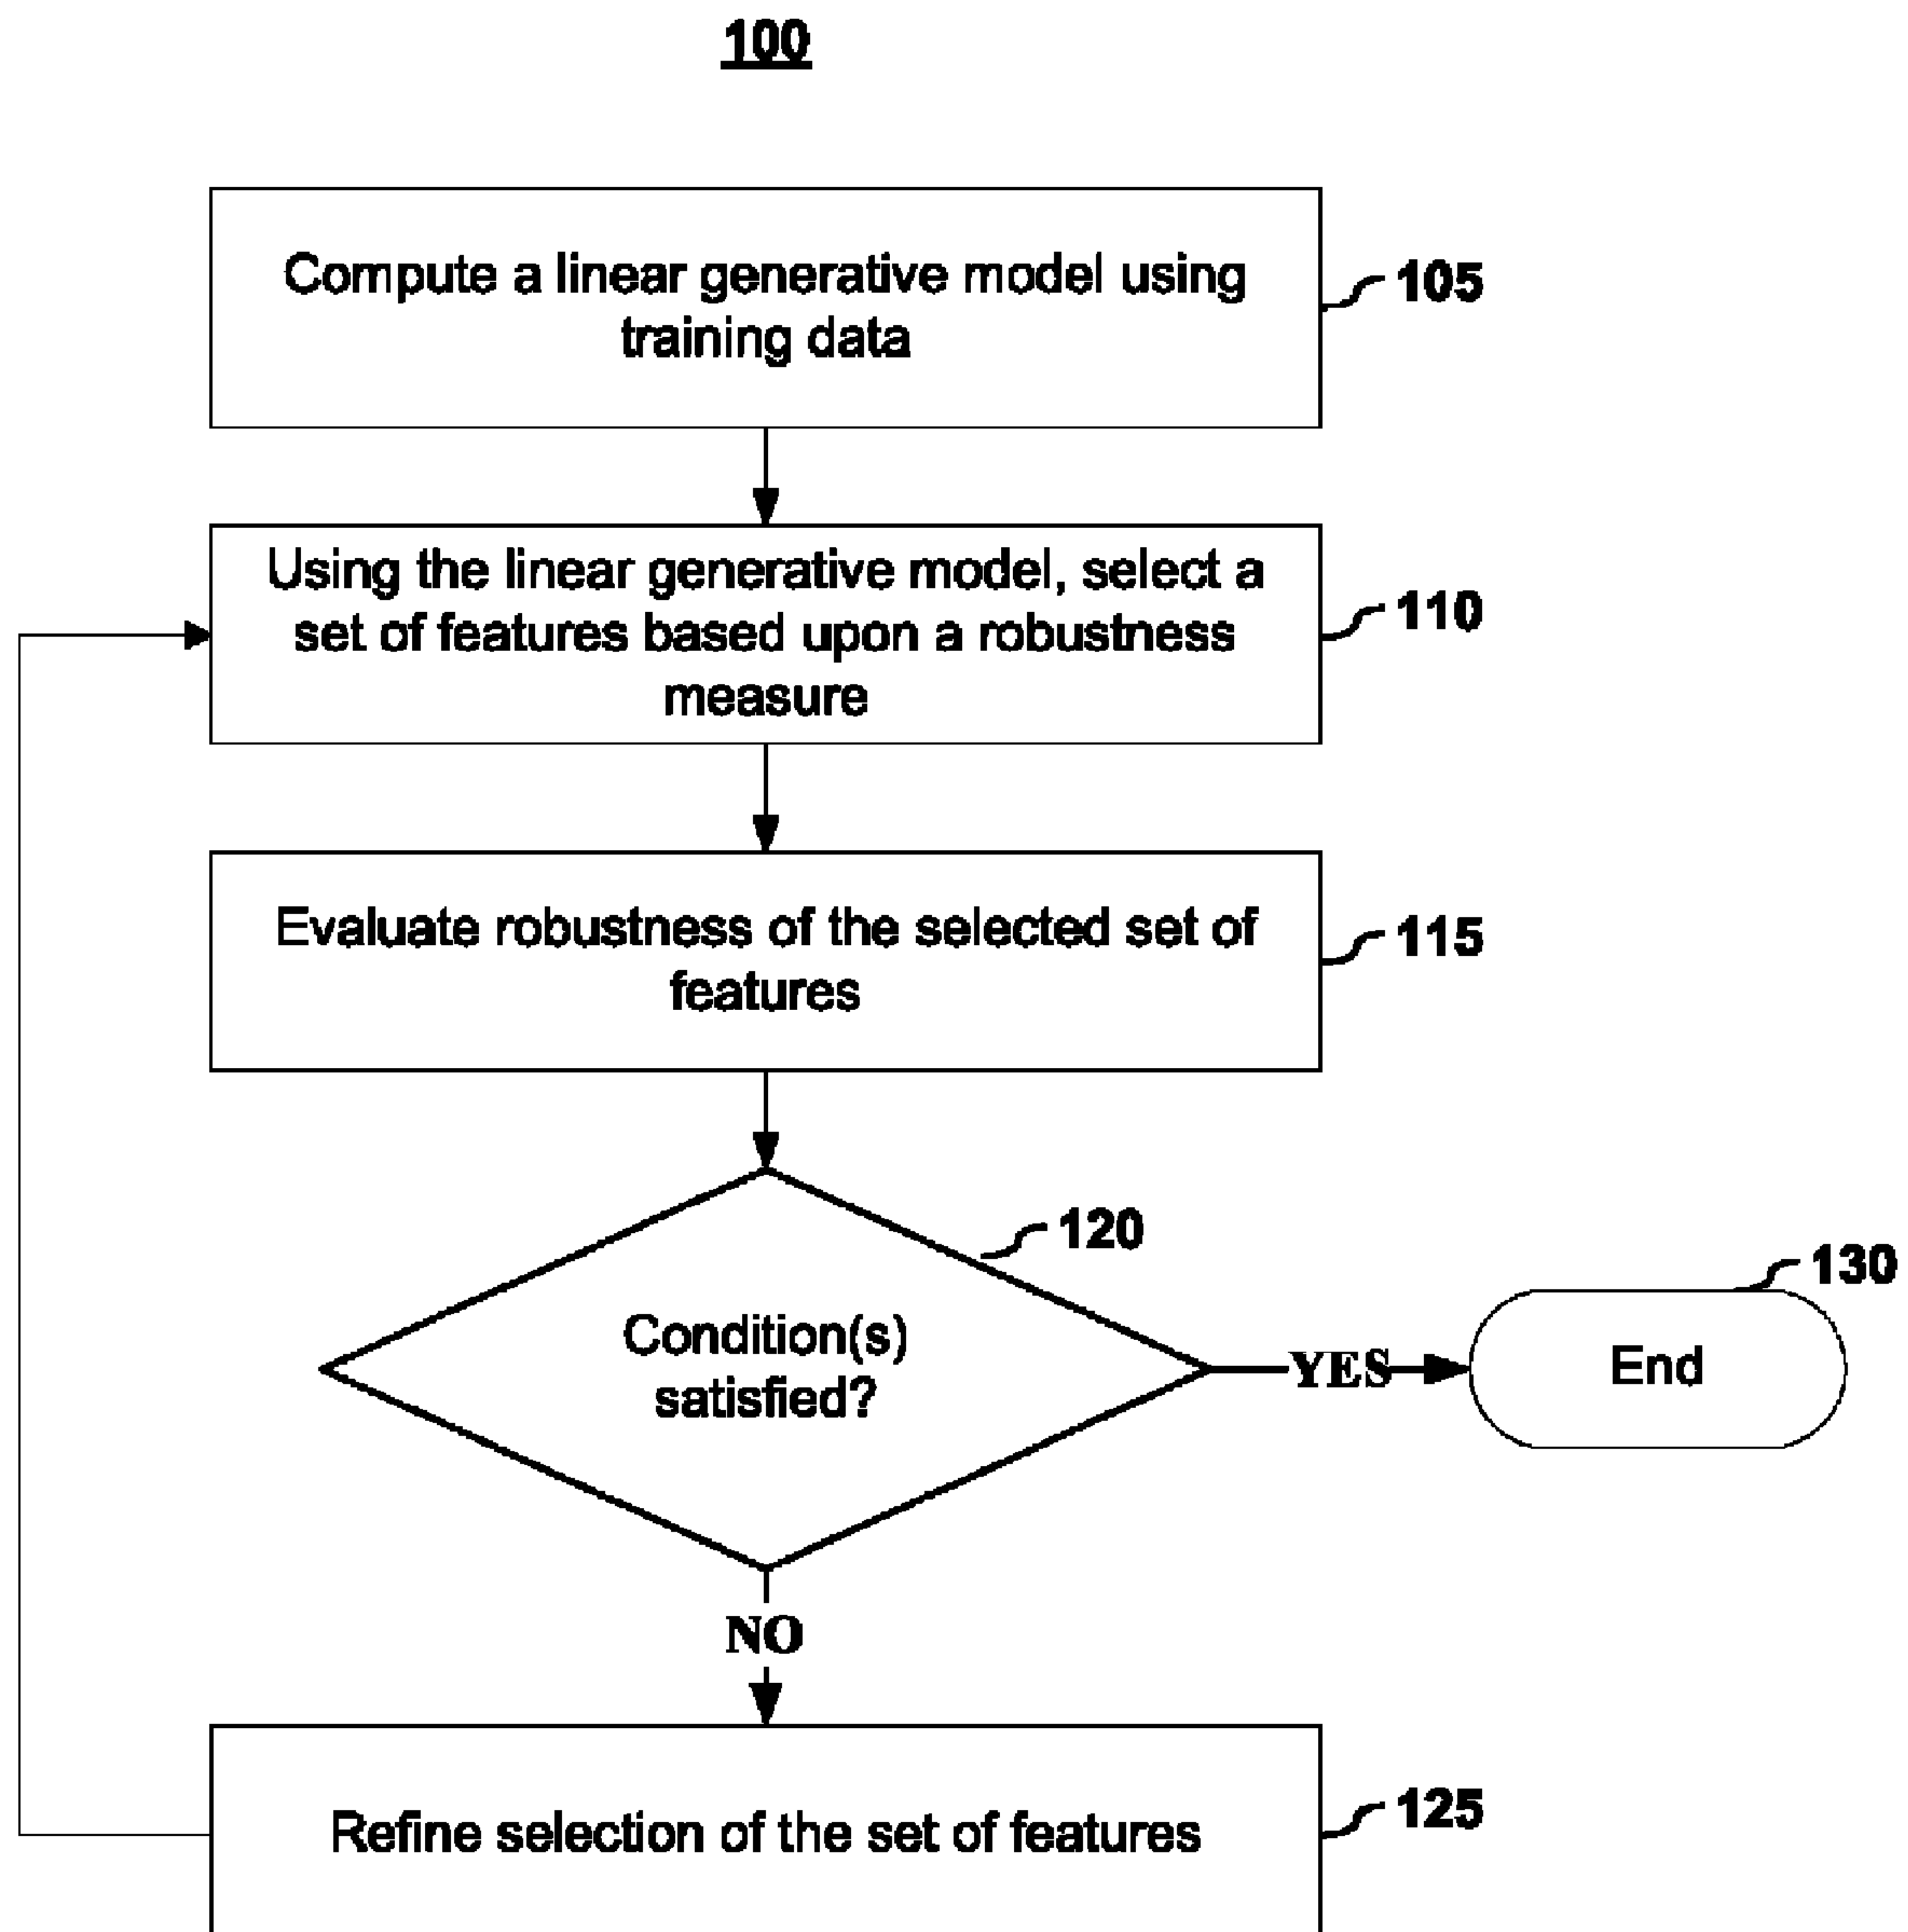 100
Compute a linear generative model using
training data
105
Using the linear generative model, select a
set of features based upon a robustness
measure
110
Evaluate robustness of the selected set of
features
115
120
130
Condition(s)
satisfied?
YES
End
NO
Refine selection of the set of features
125